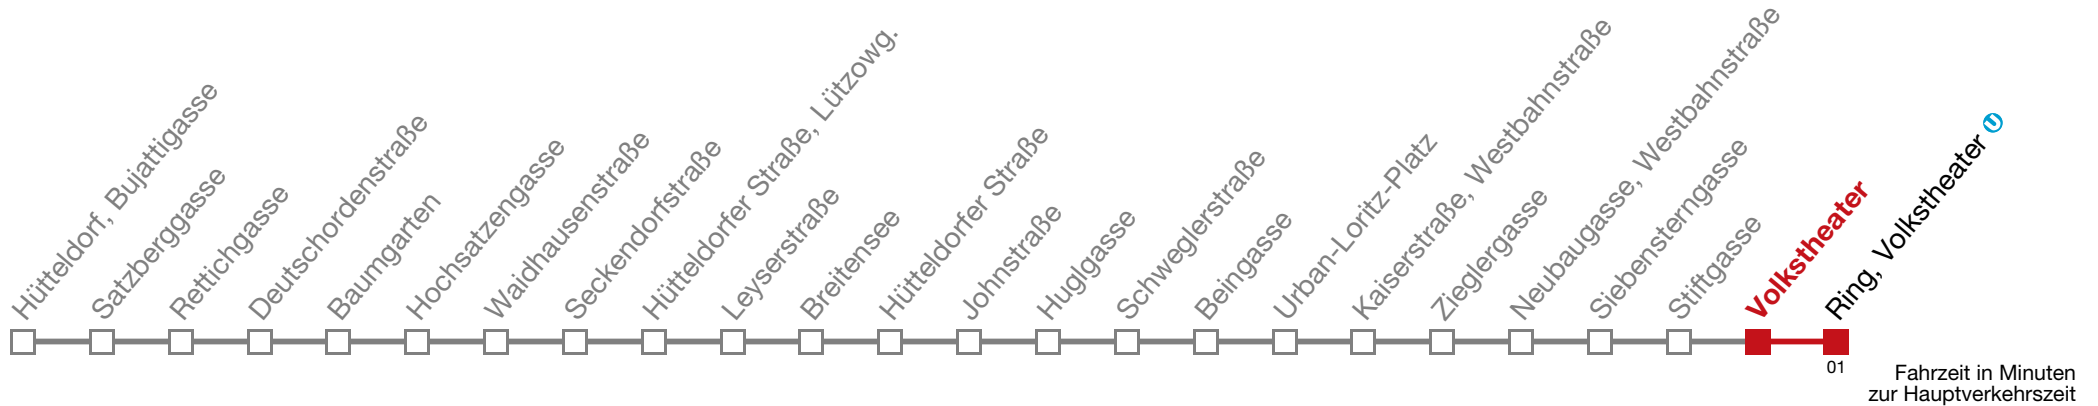 Hütteldorf, Bujattigasse
Satzberggasse
Rettichgasse
Deutschordenstraße
Baumgarten
Hochsatzengasse
Waidhausenstraße
Seckendorfstraße
Hütteldorfer Straße, Lützowg.
Leyserstraße
Breitensee
Hütteldorfer Straße
Johnstraße
Huglgasse
Schweglerstraße
Beingasse
Urban-Loritz-Platz
Kaiserstraße, Westbahnstraße
Zieglergasse
Neubaugasse, Westbahnstraße
Siebensterngasse
Stiftgasse
Volkstheater
Ring, Volkstheater U
01
Fahrzeit in Minuten
zur Hauptverkehrszeit